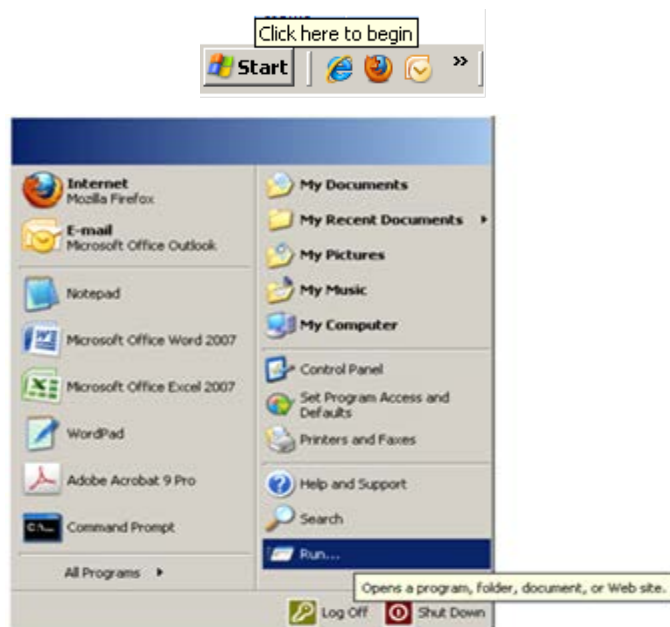 Click here to begin
Start
»
Internet
Mozilla Firefox
E-mail
Microsoft Office Outlook
Notepad
Microsoft Office Word 2007
Microsoft Office Excel 2007
WordPad
Adobe Acrobat 9 Pro
C:\_
Command Prompt
All Programs
My Documents
My Recent Documents
My Pictures
My Music
My Computer
Control Panel
Set Program Access and
Defaults
Printers and Faxes
Help and Support
Search
Run...
Opens a program, folder, document, or Web site.
Log Off
Shut Down